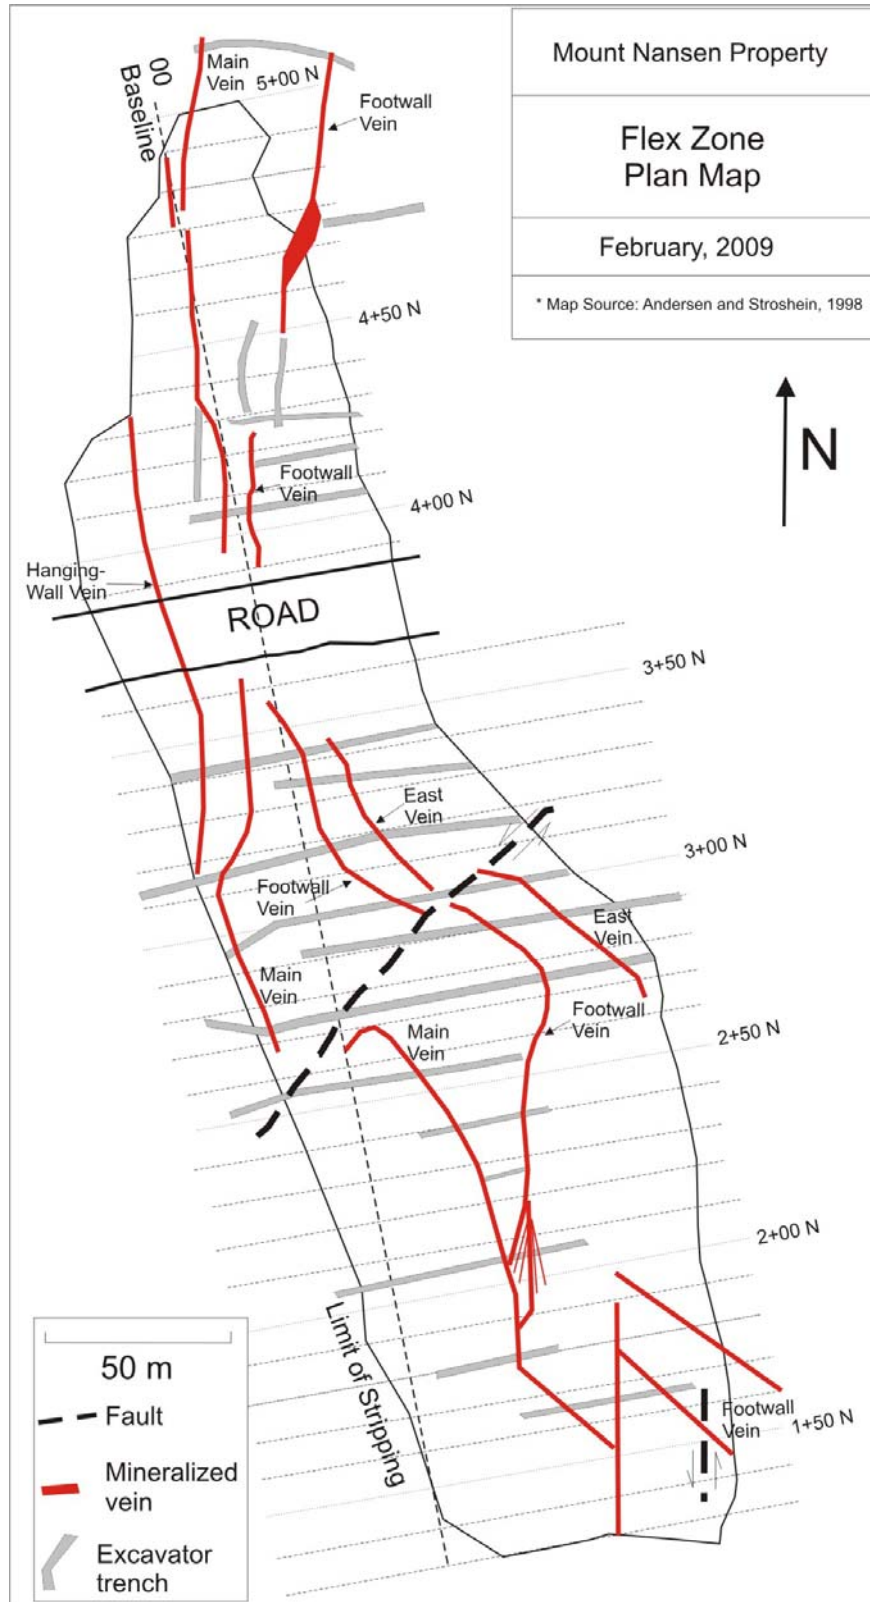 Mount Nansen Property
Flex Zone
Plan Map
February, 2009
* Map Source: Andersen and Stroshein, 1998
N
00
Baseline
Main
Vein
5+00 N
Footwall
Vein
4+50 N
Footwall
Vein
4+00 N
Hanging-
Wall Vein
ROAD
3+50 N
East
Vein
3+00 N
Footwall
Vein
East
Vein
Main
Vein
Main
Vein
Footwall
Vein
2+50 N
2+00 N
Limit of Stripping
Footwall
Vein
1+50 N
50 m
Fault
Mineralized
vein
Excavator
trench